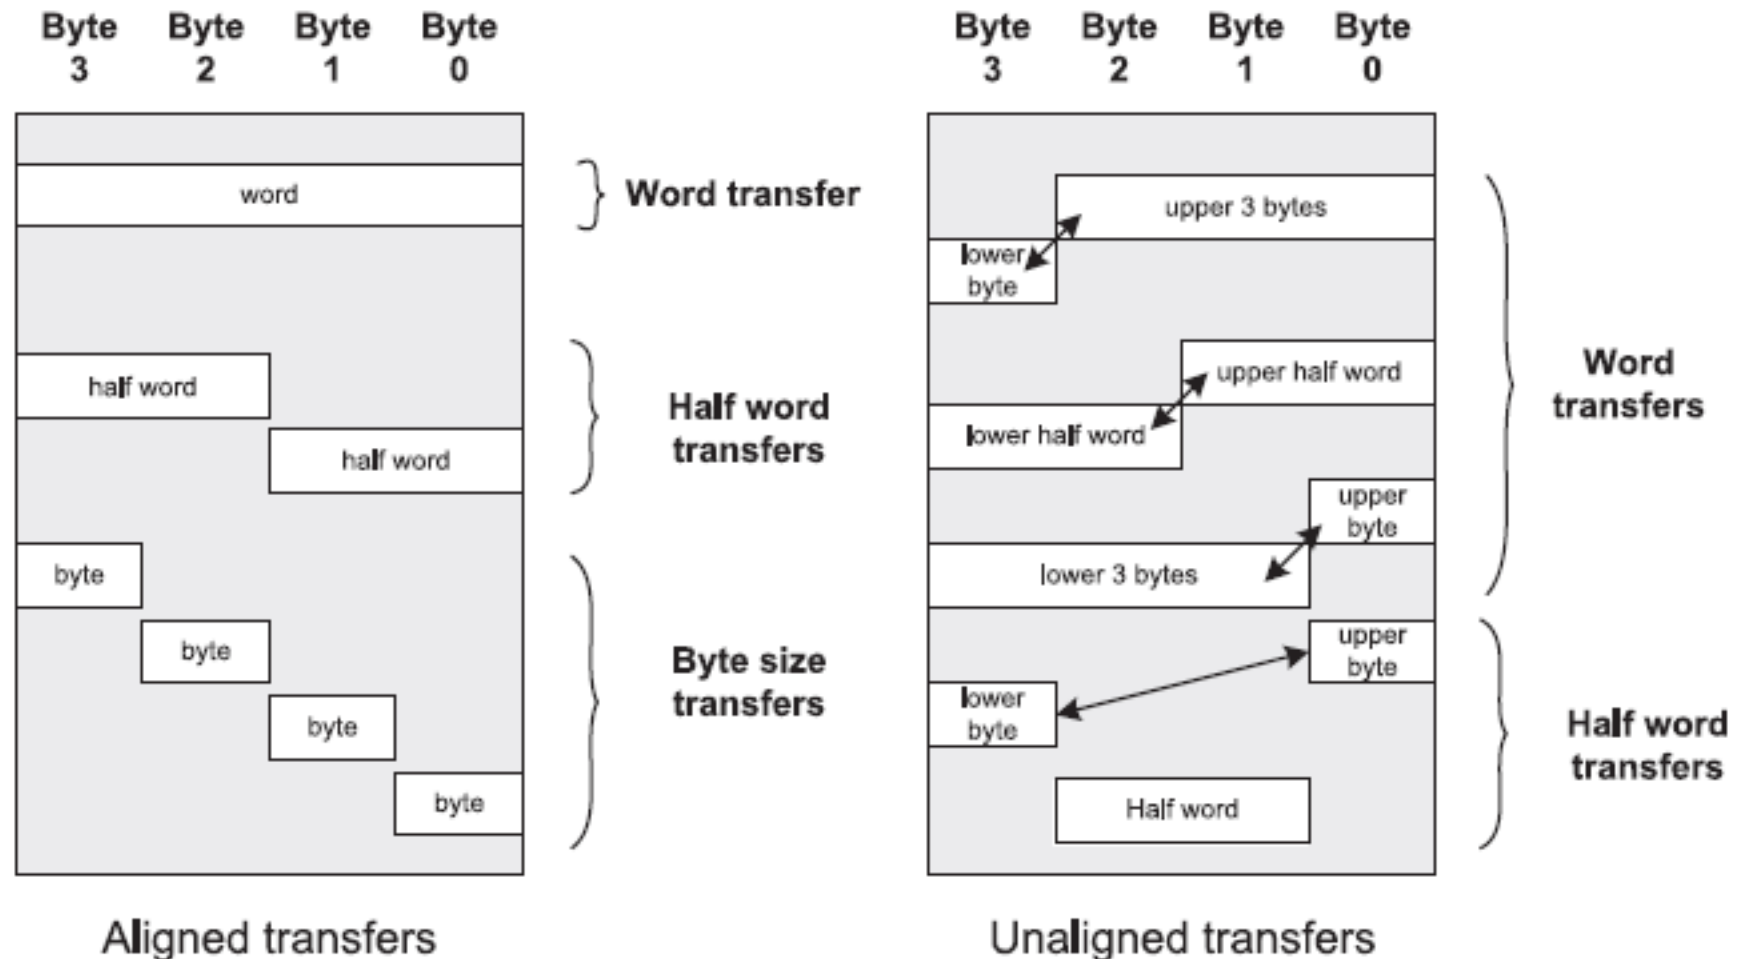 Byte Byte Byte Byte
3 2 1 0
word
Word transfer
half word
half word
Half word
transfers
byte
byte
byte
byte
Byte size
transfers
Aligned transfers
Byte Byte Byte Byte
3 2 1 0
upper 3 bytes
lower
byte
upper half word
lower half word
upper
byte
lower 3 bytes
Word
transfers
upper
byte
lower
byte
Half word
Half word
transfers
Unaligned transfers